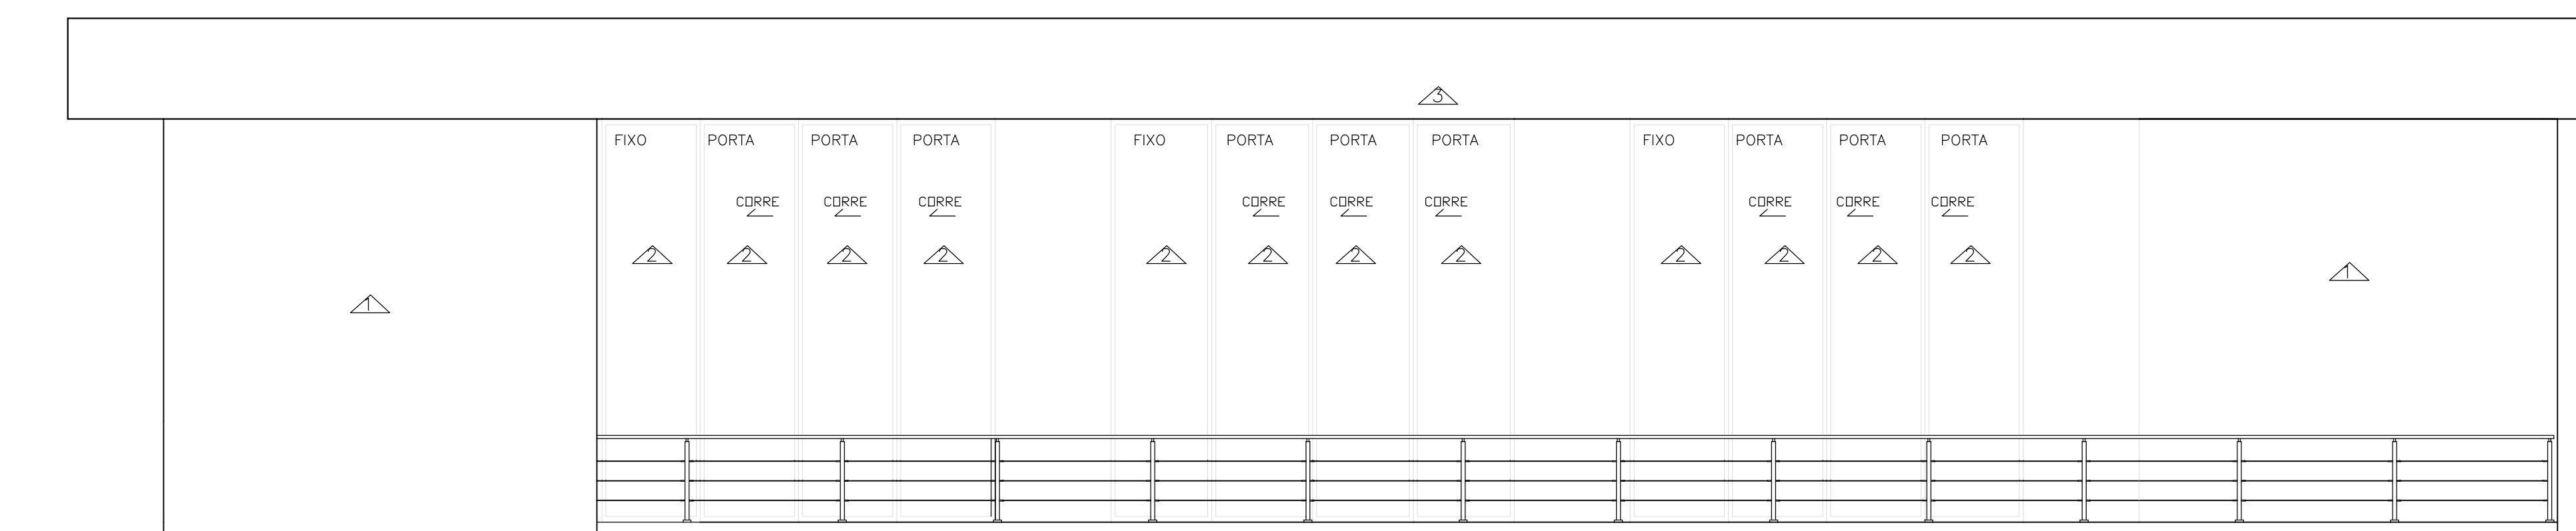 3
FIXO PORTA PORTA PORTA FIXO PORTA PORTA PORTA FIXO PORTA PORTA PORTA
CORRE CORRE CORRE CORRE CORRE CORRE CORRE CORRE CORRE
2 2 2 2 2 2 2 2 2 2 2 2
1
1